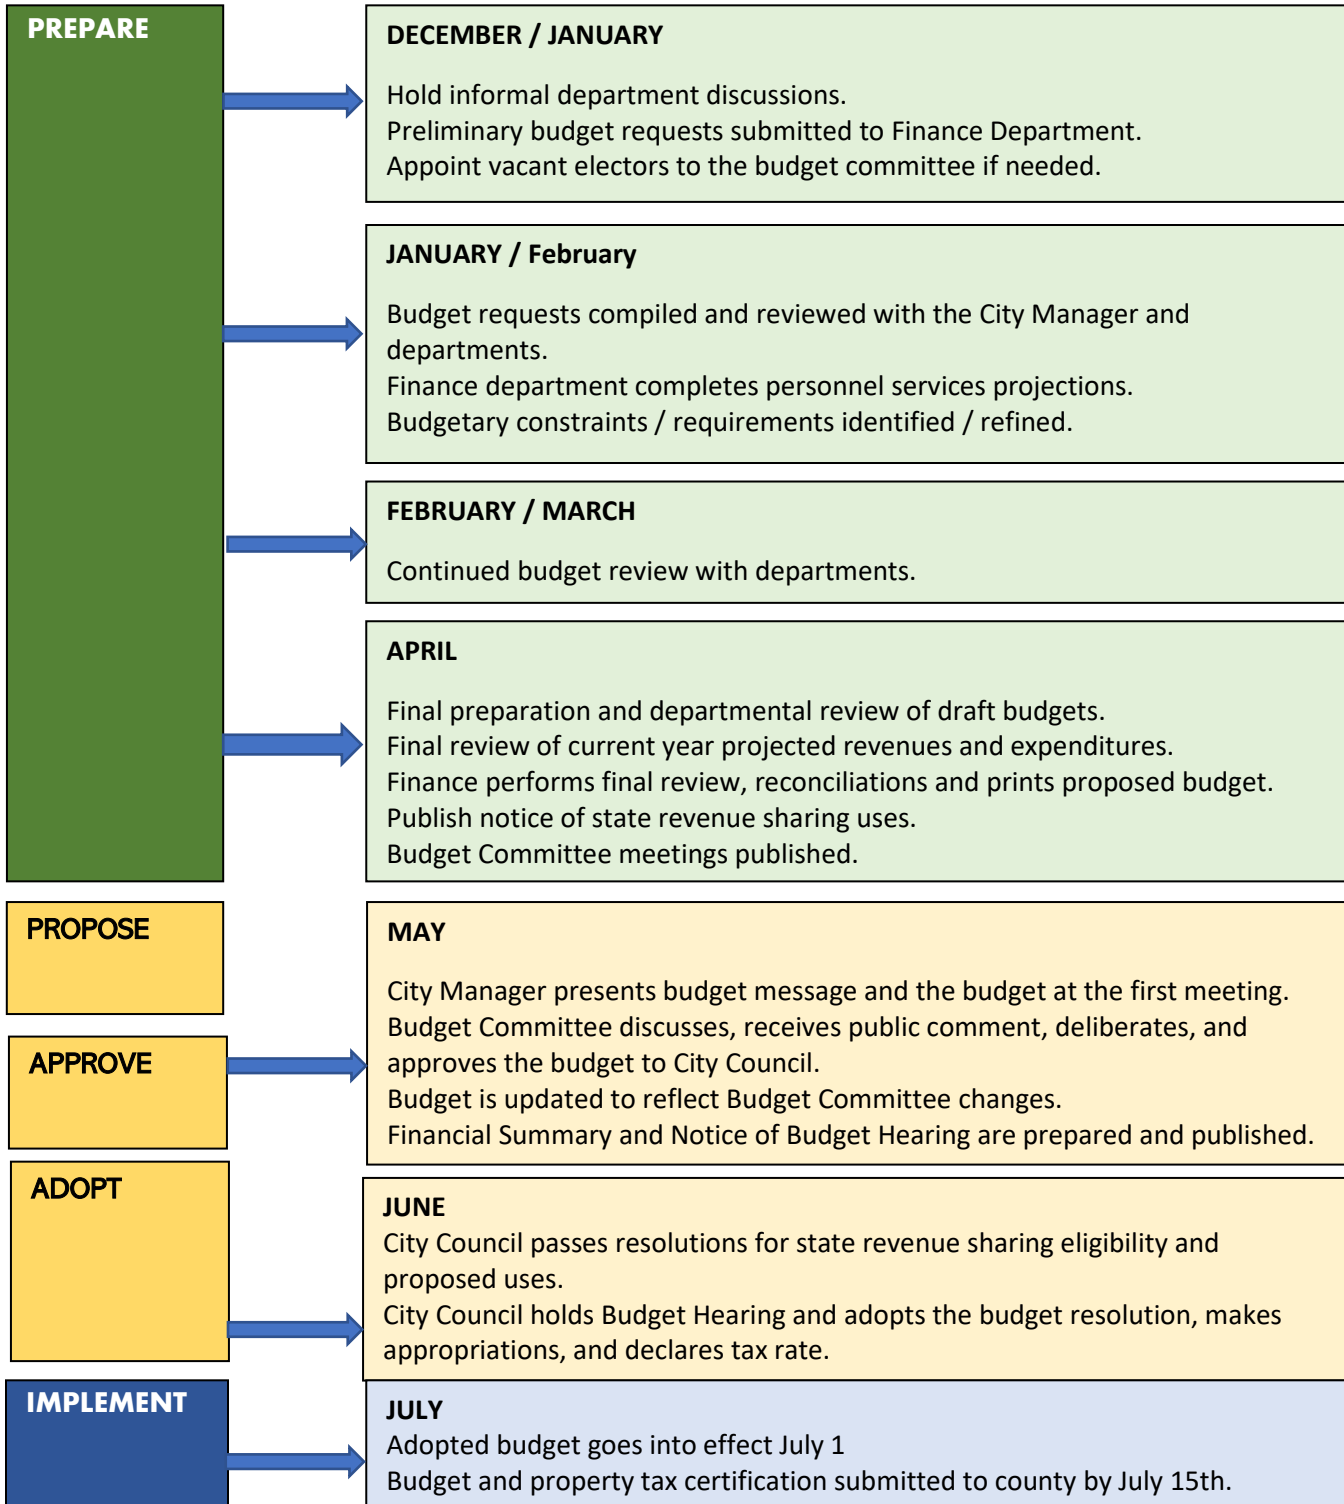 PREPARE
DECEMBER / JANUARY
Hold informal department discussions.
Preliminary budget requests submitted to Finance Department.
Appoint vacant electors to the budget committee if needed.
JANUARY / February
Budget requests compiled and reviewed with the City Manager and
departments.
Finance department completes personnel services projections.
Budgetary constraints / requirements identified / refined.
FEBRUARY / MARCH
Continued budget review with departments.
APRIL
Final preparation and departmental review of draft budgets.
Final review of current year projected revenues and expenditures.
Finance performs final review, reconciliations and prints proposed budget.
Publish notice of state revenue sharing uses.
Budget Committee meetings published.
PROPOSE
APPROVE
MAY
City Manager presents budget message and the budget at the first meeting.
Budget Committee discusses, receives public comment, deliberates, and
approves the budget to City Council.
Budget is updated to reflect Budget Committee changes.
Financial Summary and Notice of Budget Hearing are prepared and published.
ADOPT
JUNE
City Council passes resolutions for state revenue sharing eligibility and
proposed uses.
City Council holds Budget Hearing and adopts the budget resolution, makes
appropriations, and declares tax rate.
IMPLEMENT
JULY
Adopted budget goes into effect July 1
Budget and property tax certification submitted to county by July 15th.